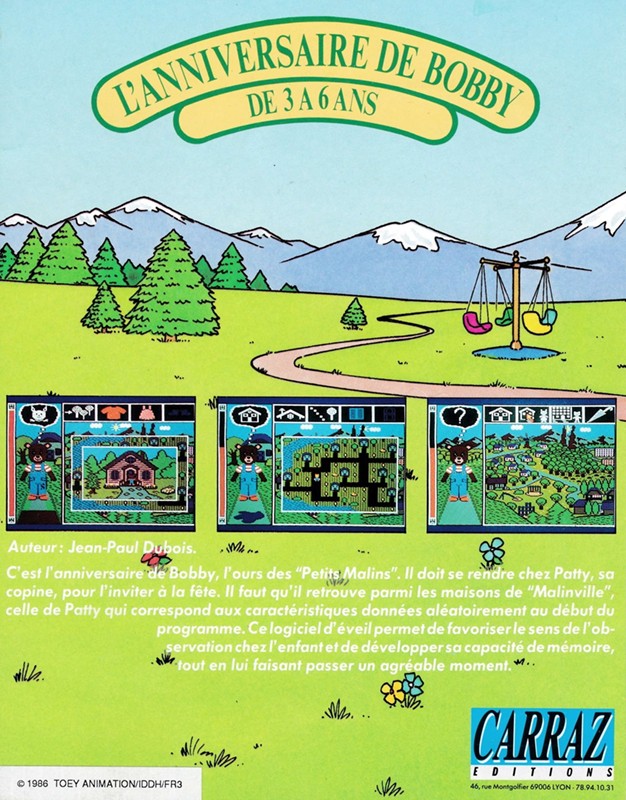 L'ANNIVERSAIRE DE BOBBY
DE 3 A 6 ANS
?
Auteur : Jean-Paul Dubois.
C'est l'anniversaire de Bobby, l'ours des "Petits Malins". Il doit se rendre chez Patty, sa
copine, pour l'inviter à la fête. Il faut qu'il retrouve parmi les maisons de "Malinville",
celle de Patty qui correspond aux caractéristiques données aléatoirement au début du
programme. Ce logiciel d'éveil permet de favoriser le sens de l'ob-
servation chez l'enfant et de développer sa capacité de mémoire,
tout en lui faisant passer un agréable moment.
CARRAZ
EDITIONS
46, rue Montgolfier 69006 LYON - 78.94.10.31
© 1986 TOEY ANIMATION/IDDH/FR3